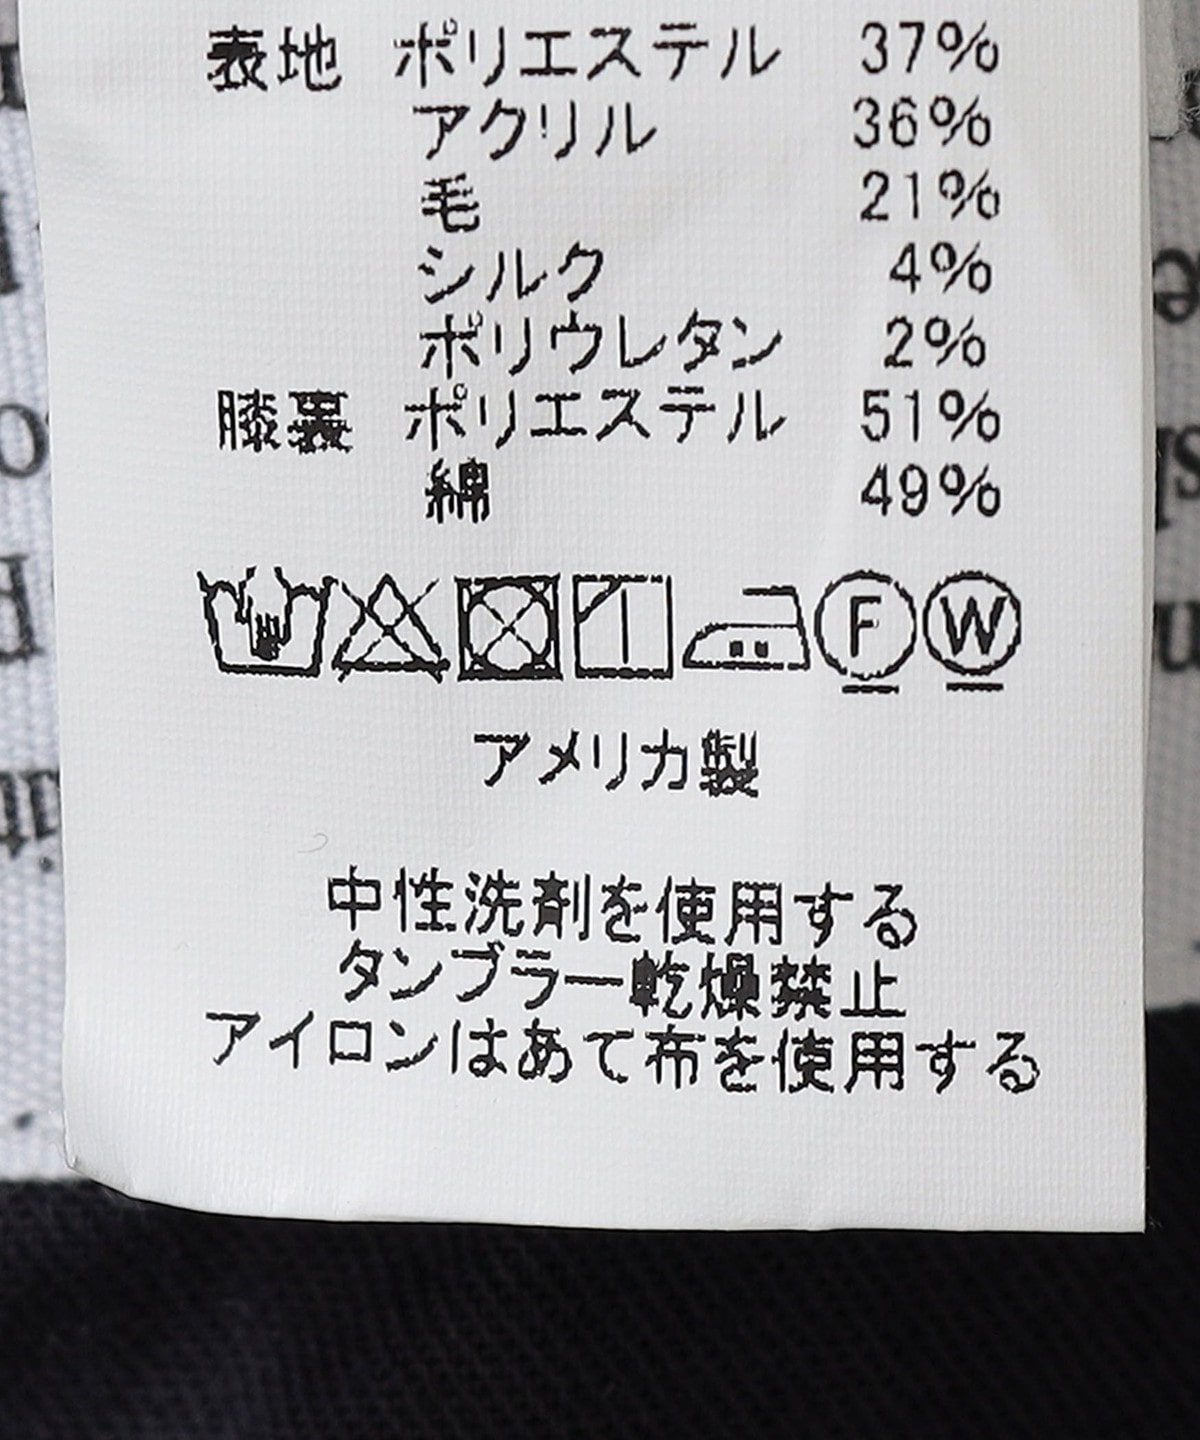 表地 ポリエステル 37%
アクリル 36%
毛 21%
シルク 4%
ポリウレタン 2%
膝裏 ポリエステル 51%
綿 49%
F W
アメリカ製
中性洗剤を使用する
タンブラー乾燥禁止
アイロンはあて布を使用する